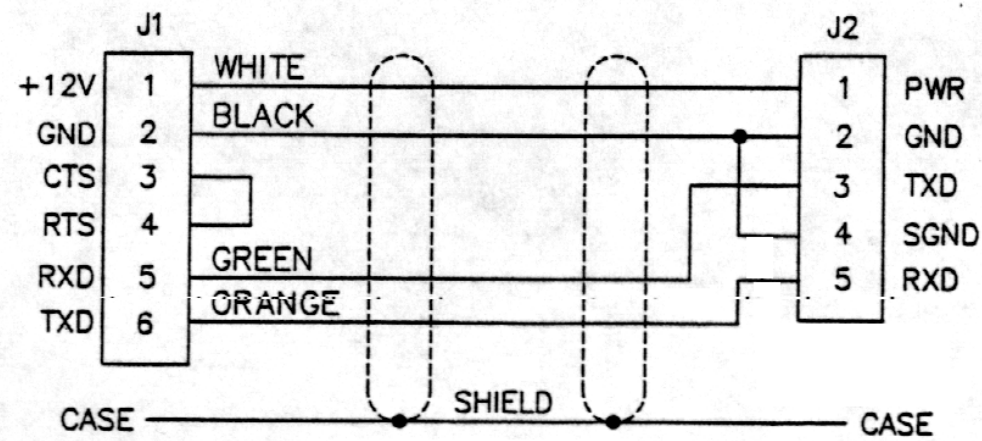 J1 J2
+12V 1 WHITE 1 PWR
GND 2 BLACK 2 GND
CTS 3 3 TXD
RTS 4 4 SGND
RXD 5 GREEN 5 RXD
TXD 6 ORANGE
CASE SHIELD CASE